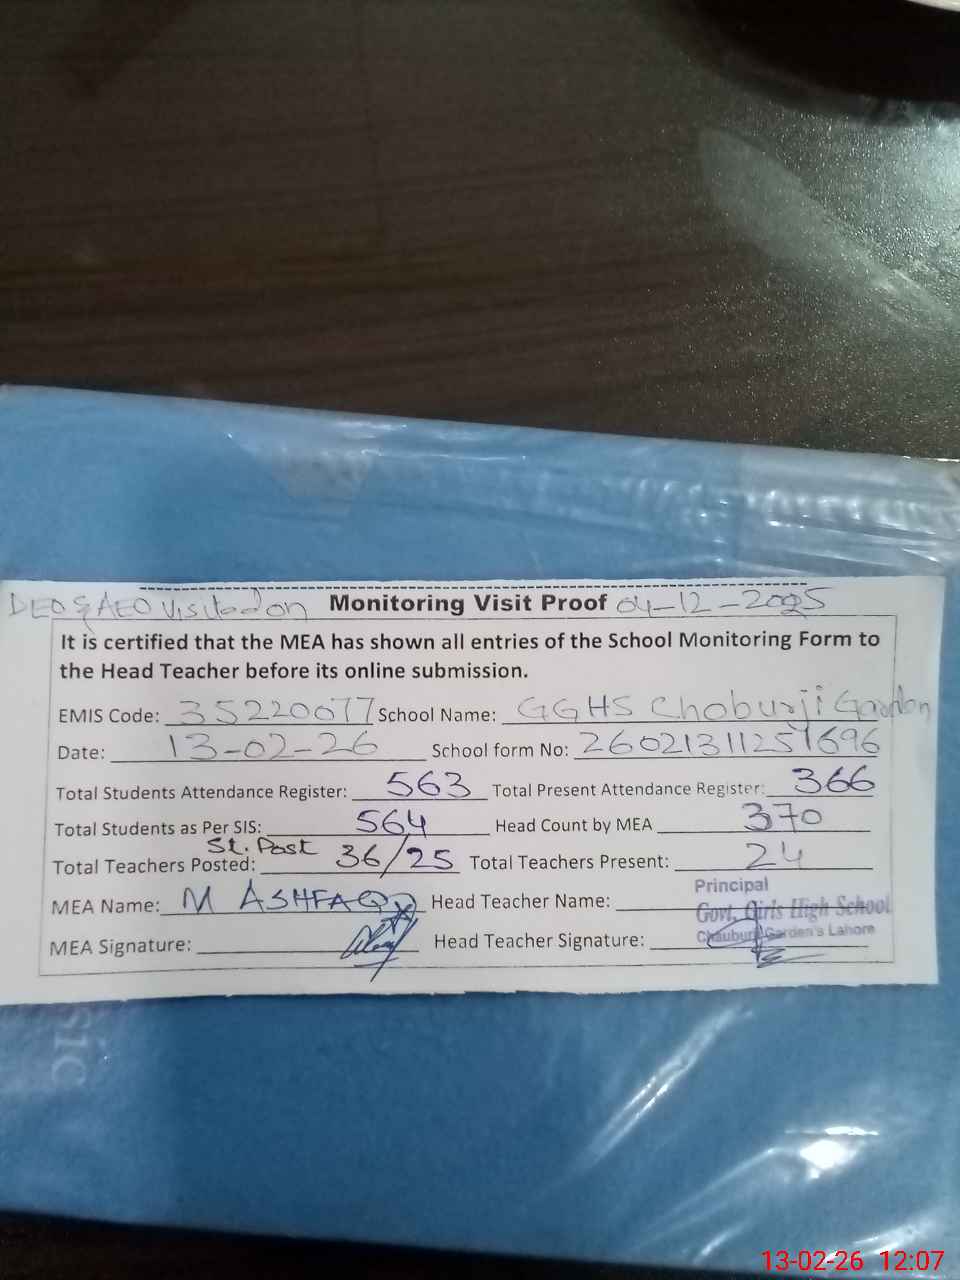 DEO & AEO visited on Monitoring Visit Proof 04-12-2025
It is certified that the MEA has shown all entries of the School Monitoring Form to
the Head Teacher before its online submission.
EMIS Code: 35220077 School Name: GGHS Choburji Garden
Date: 13-02-26 School form No: 26021311251696
Total Students Attendance Register: 563 Total Present Attendance Register: 366
Total Students as Per SIS: 564 Head Count by MEA 370
St. Post
Total Teachers Posted: 36/25 Total Teachers Present: 24
MEA Name: M ASHFAQ Head Teacher Name:
Principal
Govt. Girls High School
Chauburji Garden's Lahore
MEA Signature: Head Teacher Signature:
sic
13-02-26 12:07